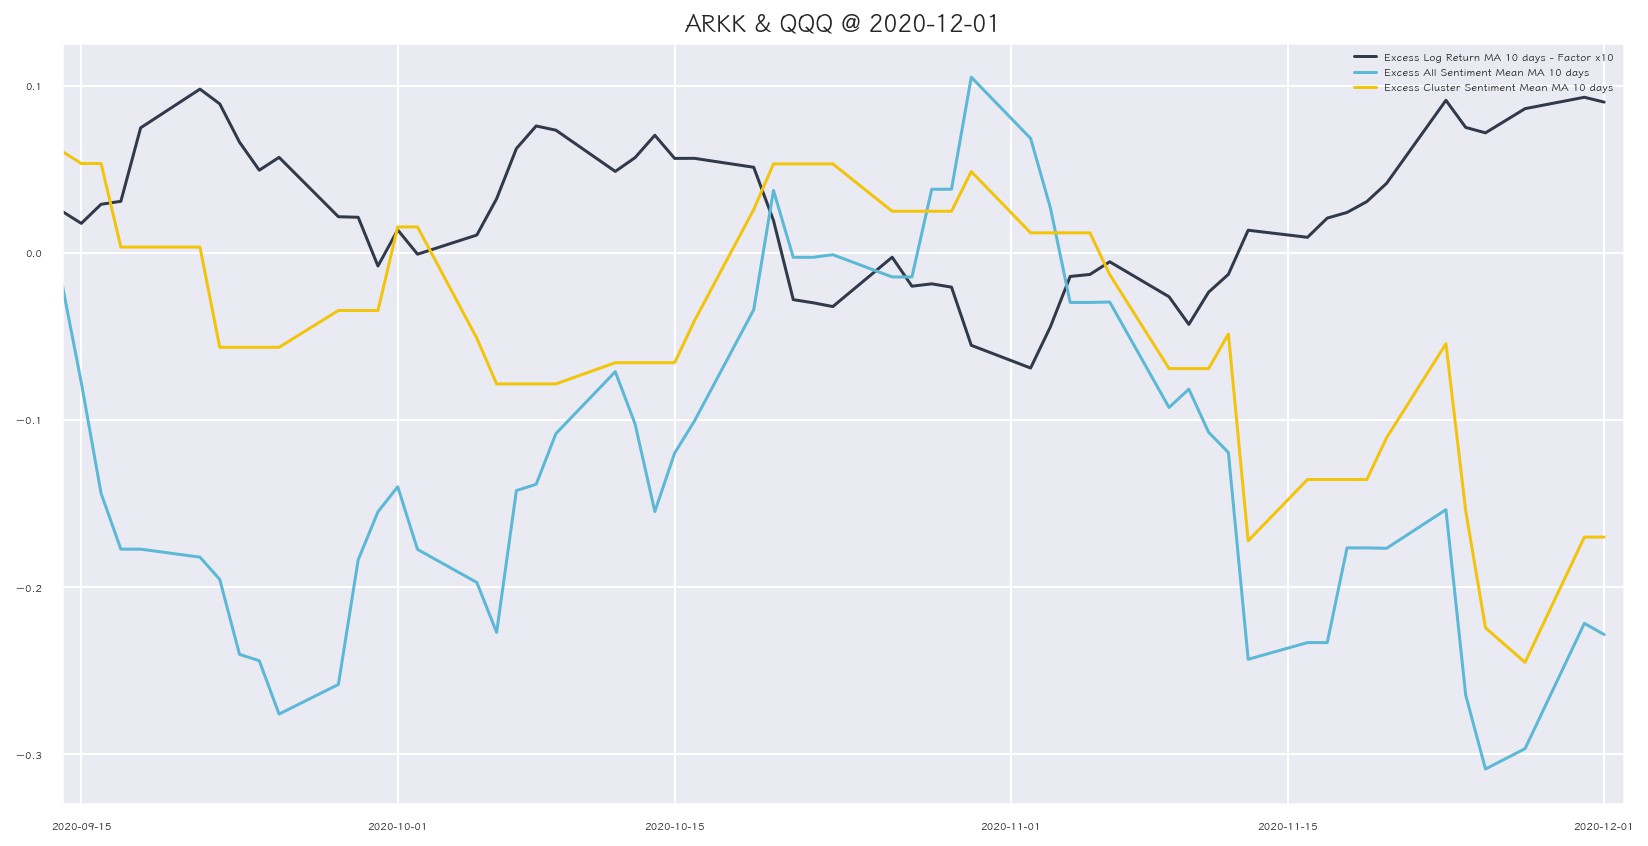 ARKK & QQQ @ 2020-12-01
Excess Log Return MA 10 days - Factor x10
Excess All Sentiment Mean MA 10 days
Excess Cluster Sentiment Mean MA 10 days
0.1
0.0
−0.1
−0.2
−0.3
2020-09-15 2020-10-01 2020-10-15 2020-11-01 2020-11-15 2020-12-01